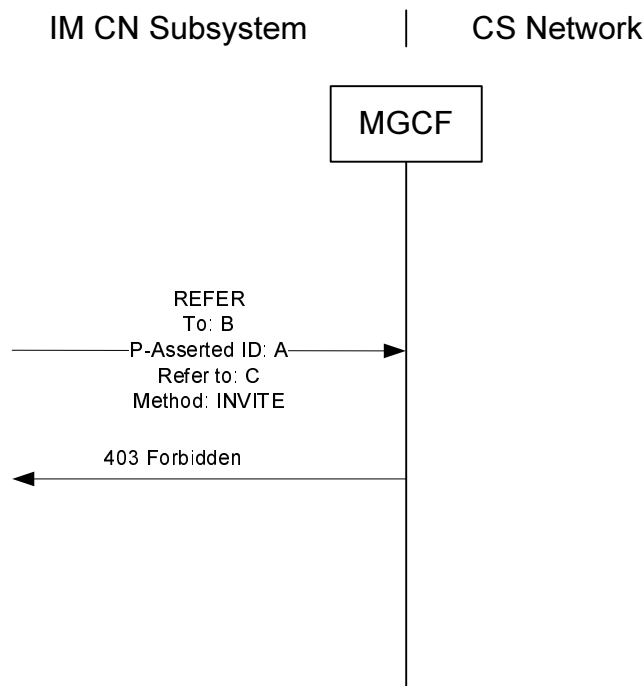 IM CN Subsystem | CS Network
MGCF
REFER
To: B
P-Asserted ID: A
Refer to: C
Method: INVITE
403 Forbidden